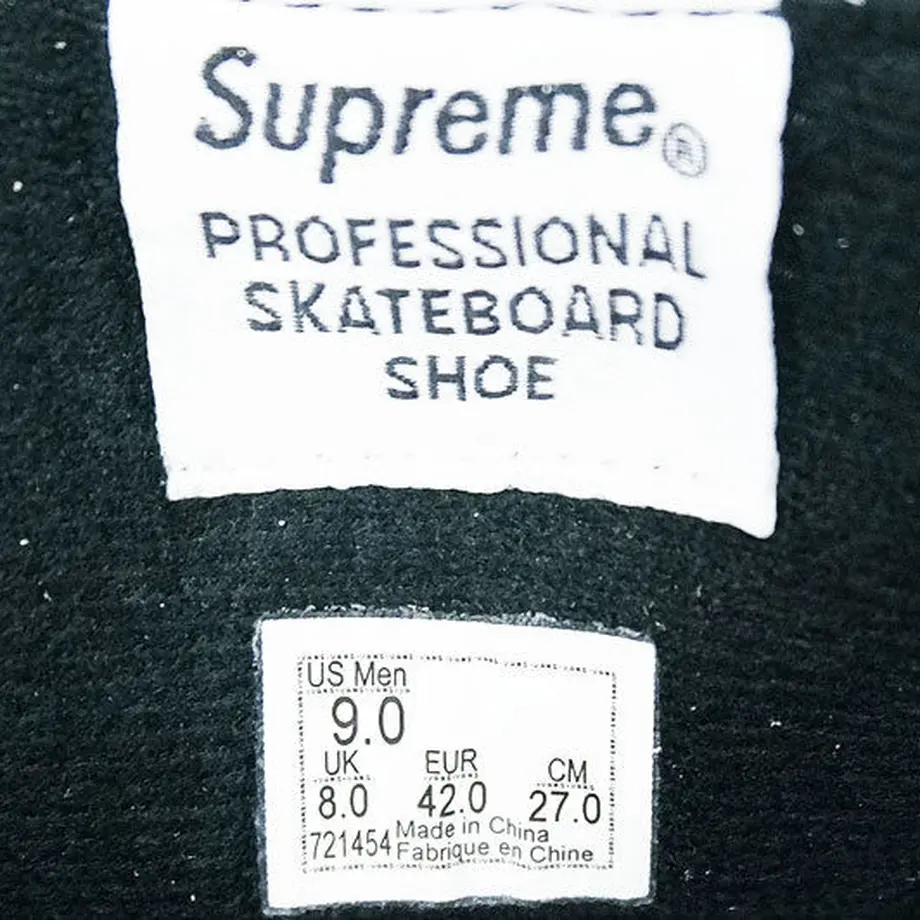 Supreme®
PROFESSIONAL
SKATEBOARD
SHOE
US Men
9.0
UK EUR CM
8.0 42.0 27.0
721454 Made in China
Fabrique en Chine